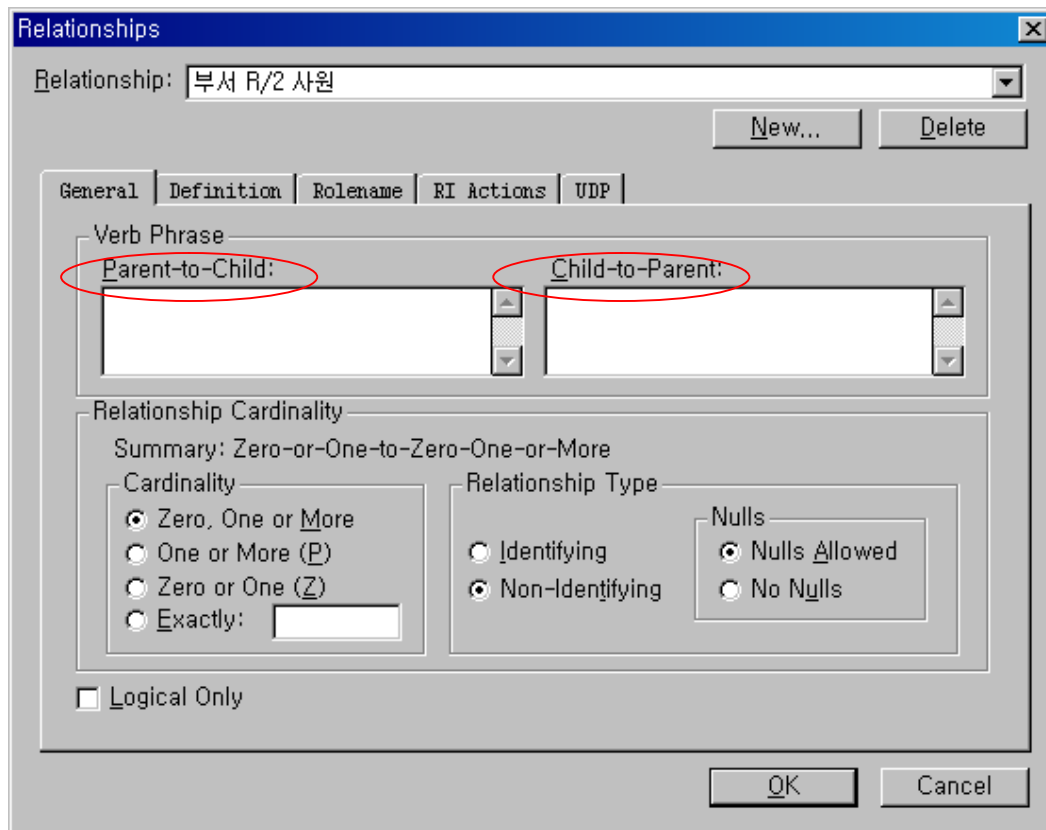 Relationships
Relationship: 부서 R/2 사원
New... Delete
General Definition Rolename RI Actions UDP
Verb Phrase
Parent-to-Child: Child-to-Parent:
Relationship Cardinality
Summary: Zero-or-One-to-Zero-One-or-More
Cardinality Relationship Type
Nulls
Zero, One or More
One or More (P)
Zero or One (Z)
Exactly:
Identifying
Non-Identifying
Nulls Allowed
No Nulls
Logical Only
OK Cancel